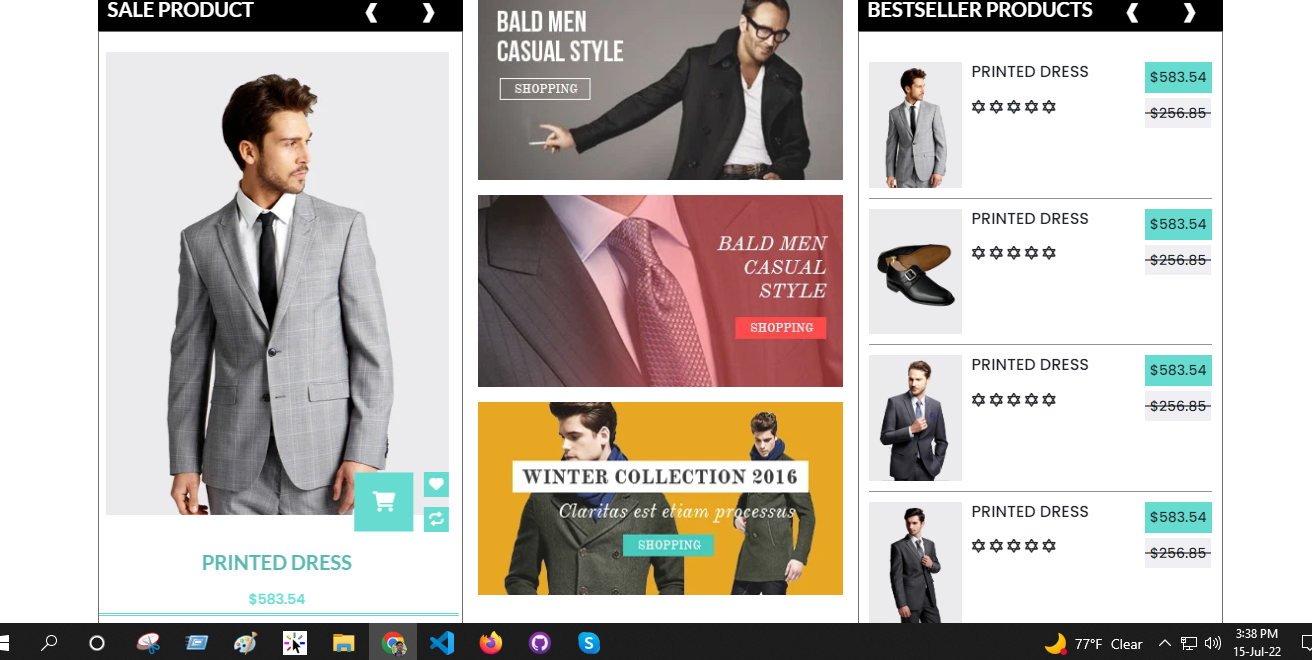 SALE PRODUCT
PRINTED DRESS
$583.54
BALD MEN
CASUAL STYLE
SHOPPING
BALD MEN
CASUAL
STYLE
SHOPPING
WINTER COLLECTION 2016
Claritas est etiam processus
SHOPPING
BESTSELLER PRODUCTS
PRINTED DRESS
$583.54
$256.85
PRINTED DRESS
$583.54
$256.85
PRINTED DRESS
$583.54
$256.85
PRINTED DRESS
$583.54
$256.85
77°F Clear
3:38 PM
15-Jul-22